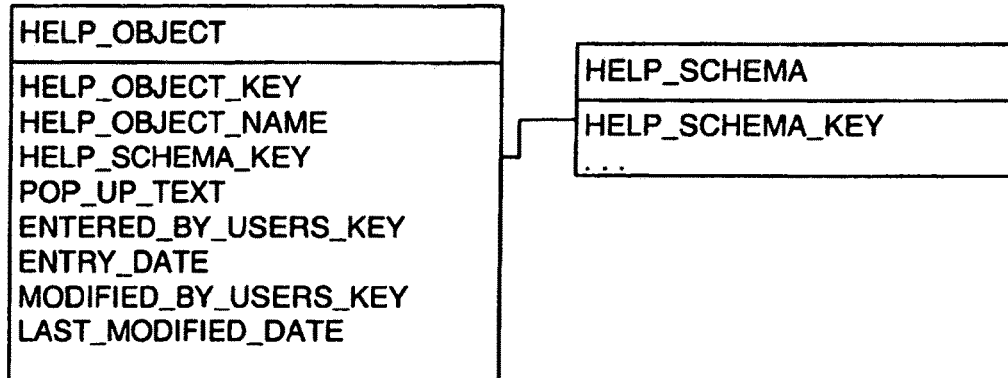 HELP_OBJECT
HELP_OBJECT_KEY
HELP_OBJECT_NAME
HELP_SCHEMA_KEY
POP_UP_TEXT
ENTERED_BY_USERS_KEY
ENTRY_DATE
MODIFIED_BY_USERS_KEY
LAST_MODIFIED_DATE
HELP_SCHEMA
HELP_SCHEMA_KEY
. . .